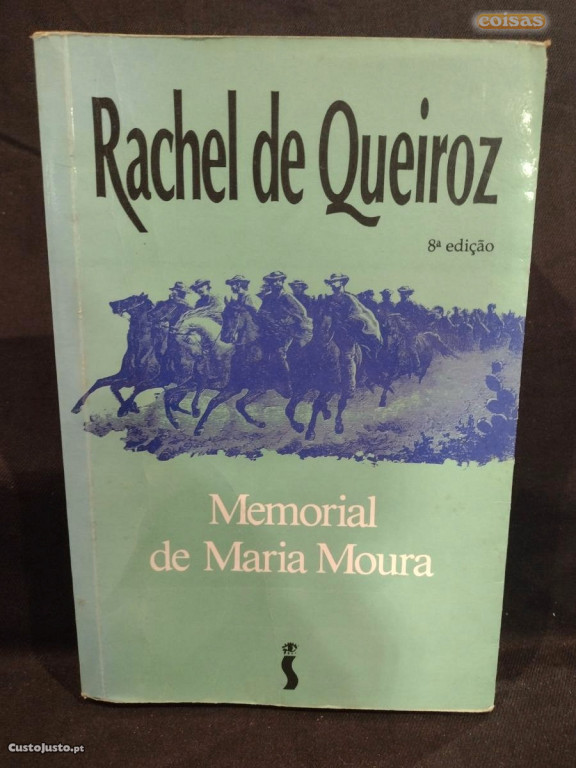 coisas
Rachel de Queiroz
8ª edição
Memorial
de Maria Moura
S
CustoJusto.pt